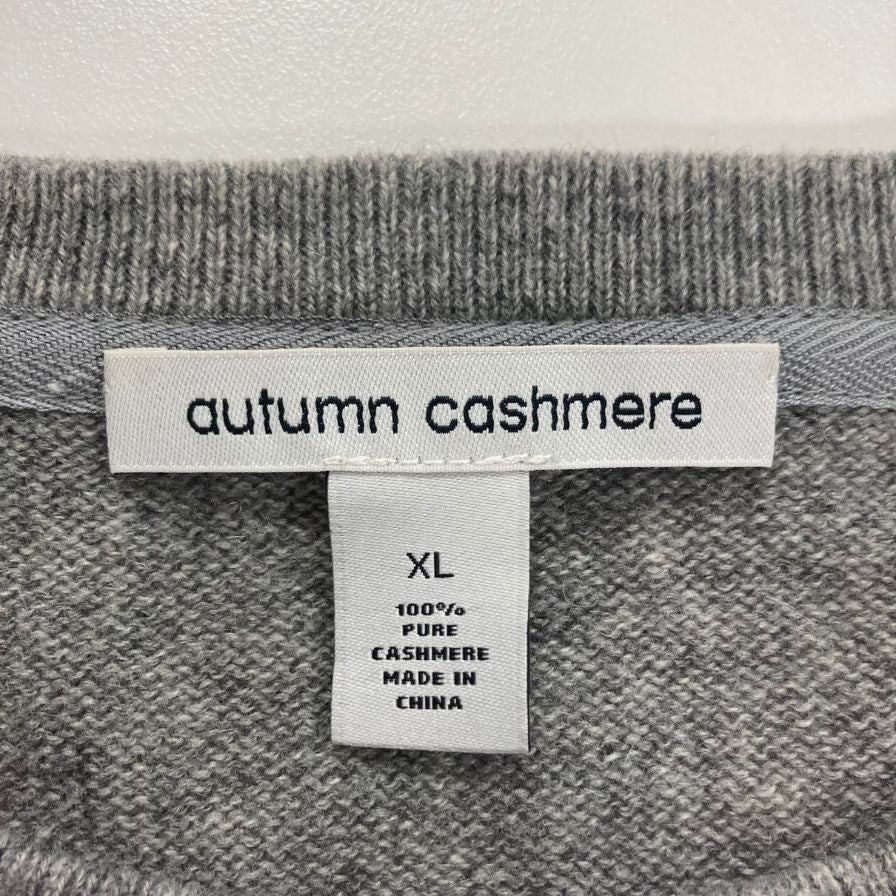 autumn cashmere
XL
100%
PURE
CASHMERE
MADE IN
CHINA